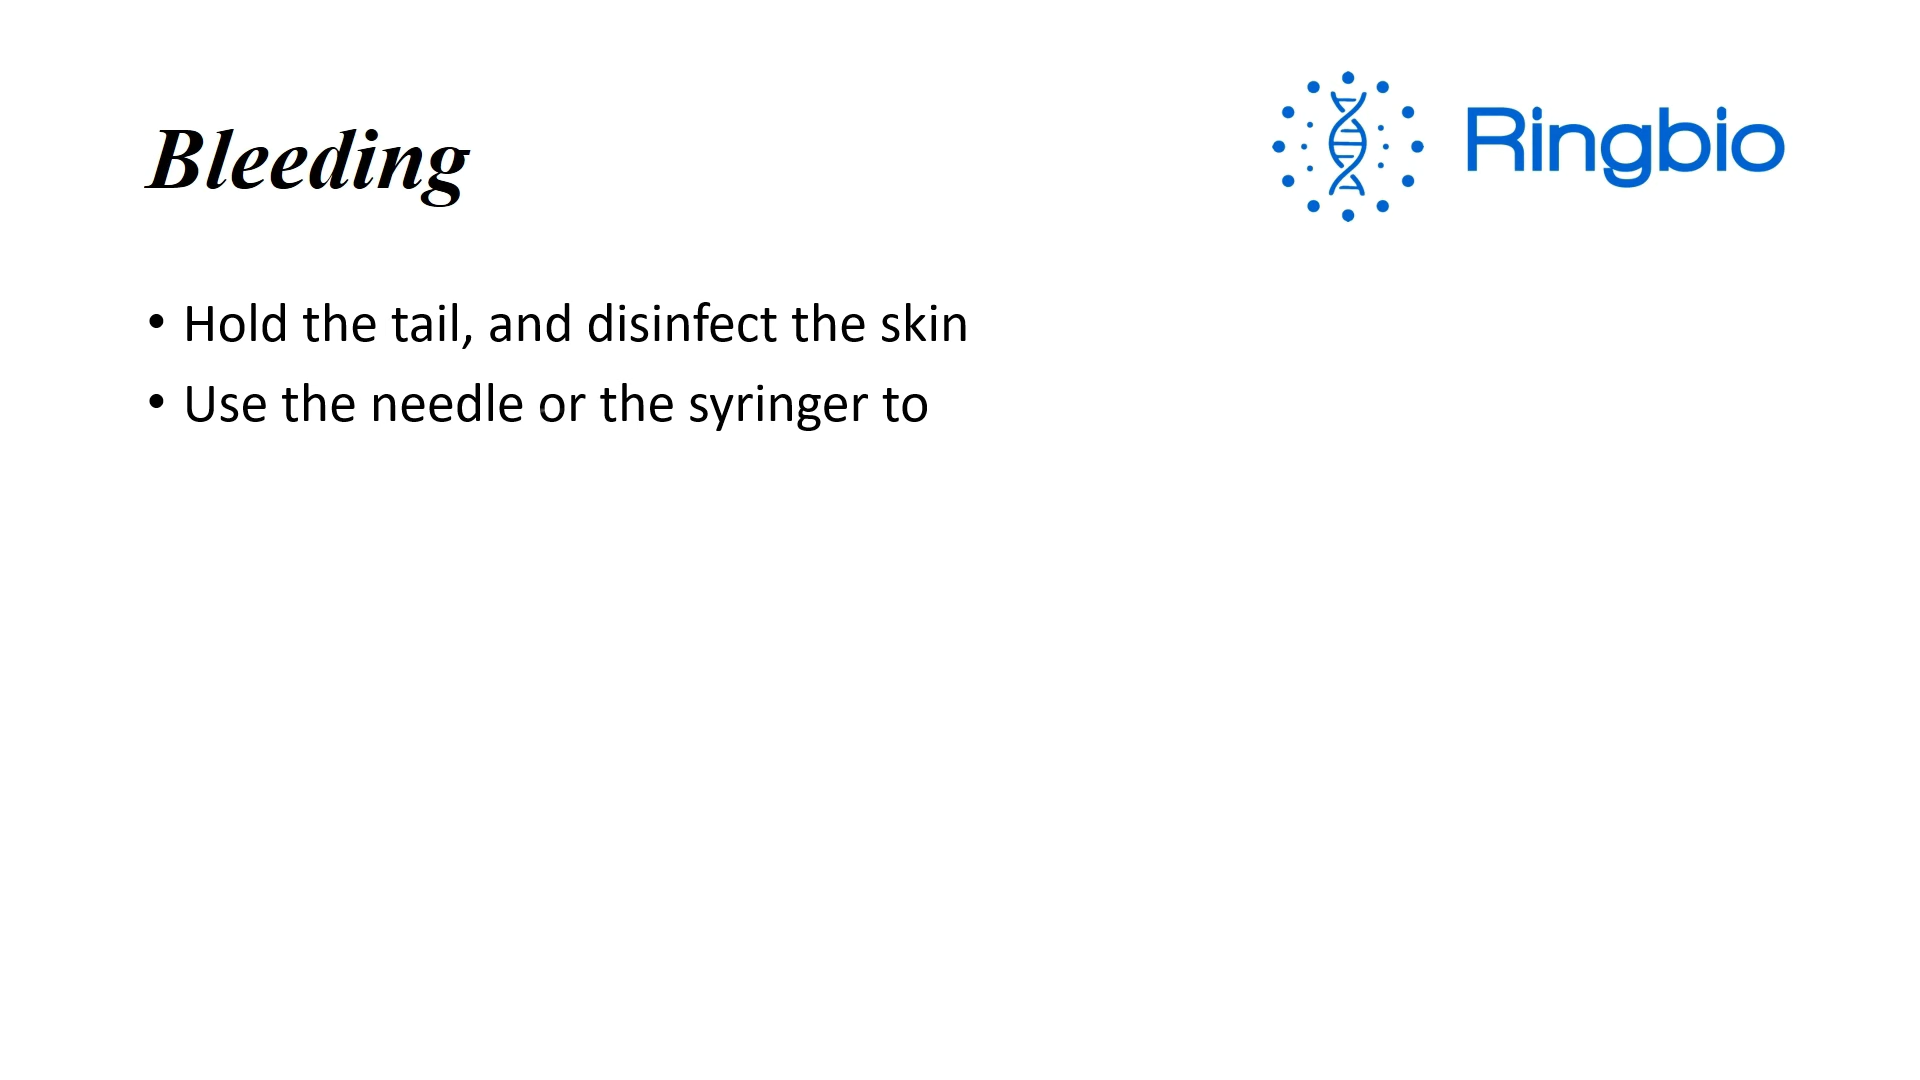 Ringbio
Bleeding
• Hold the tail, and disinfect the skin
• Use the needle or the syringer to